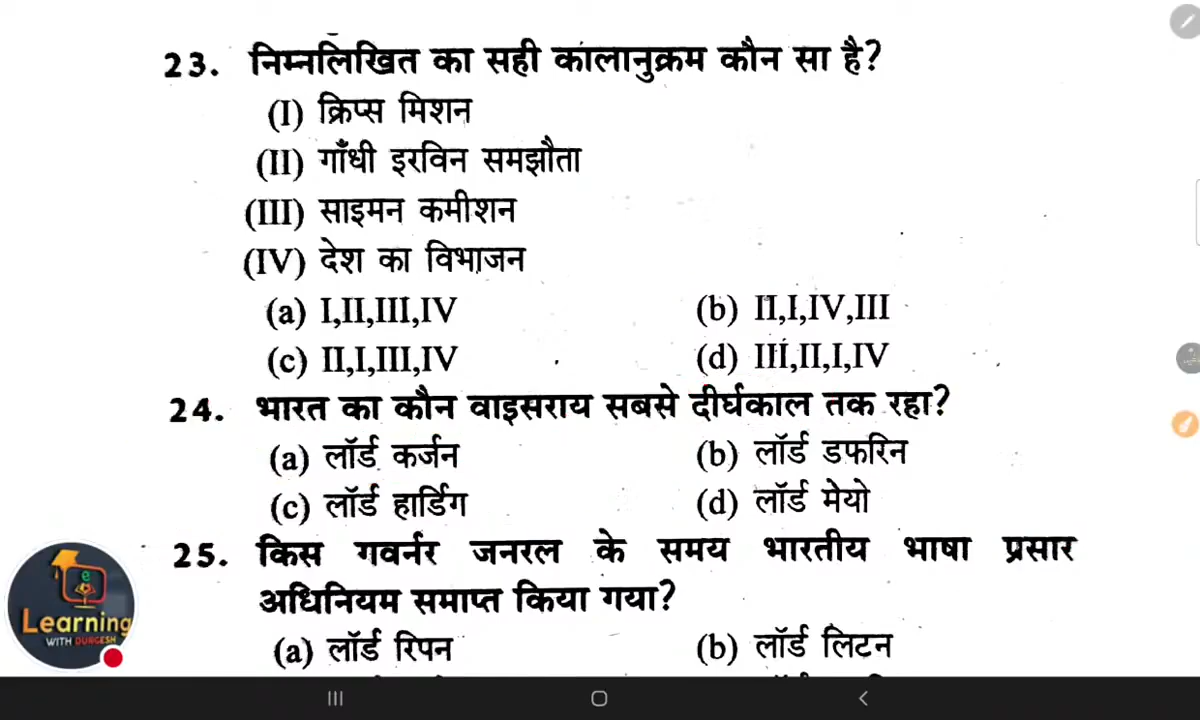 23. निम्नलिखित का सही कालानुक्रम कौन सा है?
(I) क्रिप्स मिशन
(II) गाँधी इरविन समझौता
(III) साइमन कमीशन
(IV) देश का विभाजन
(a) I,II,III,IV (b) II,I,IV,III
(c) II,I,III,IV (d) III,II,I,IV
24. भारत का कौन वाइसराय सबसे दीर्घकाल तक रहा?
(a) लॉर्ड कर्जन (b) लॉर्ड डफरिन
(c) लॉर्ड हार्डिग (d) लॉर्ड मेयो
25. किस गवर्नर जनरल के समय भारतीय भाषा प्रसार
अधिनियम समाप्त किया गया?
(a) लॉर्ड रिपन (b) लॉर्ड लिटन
e
Learning
WITH DURGESH